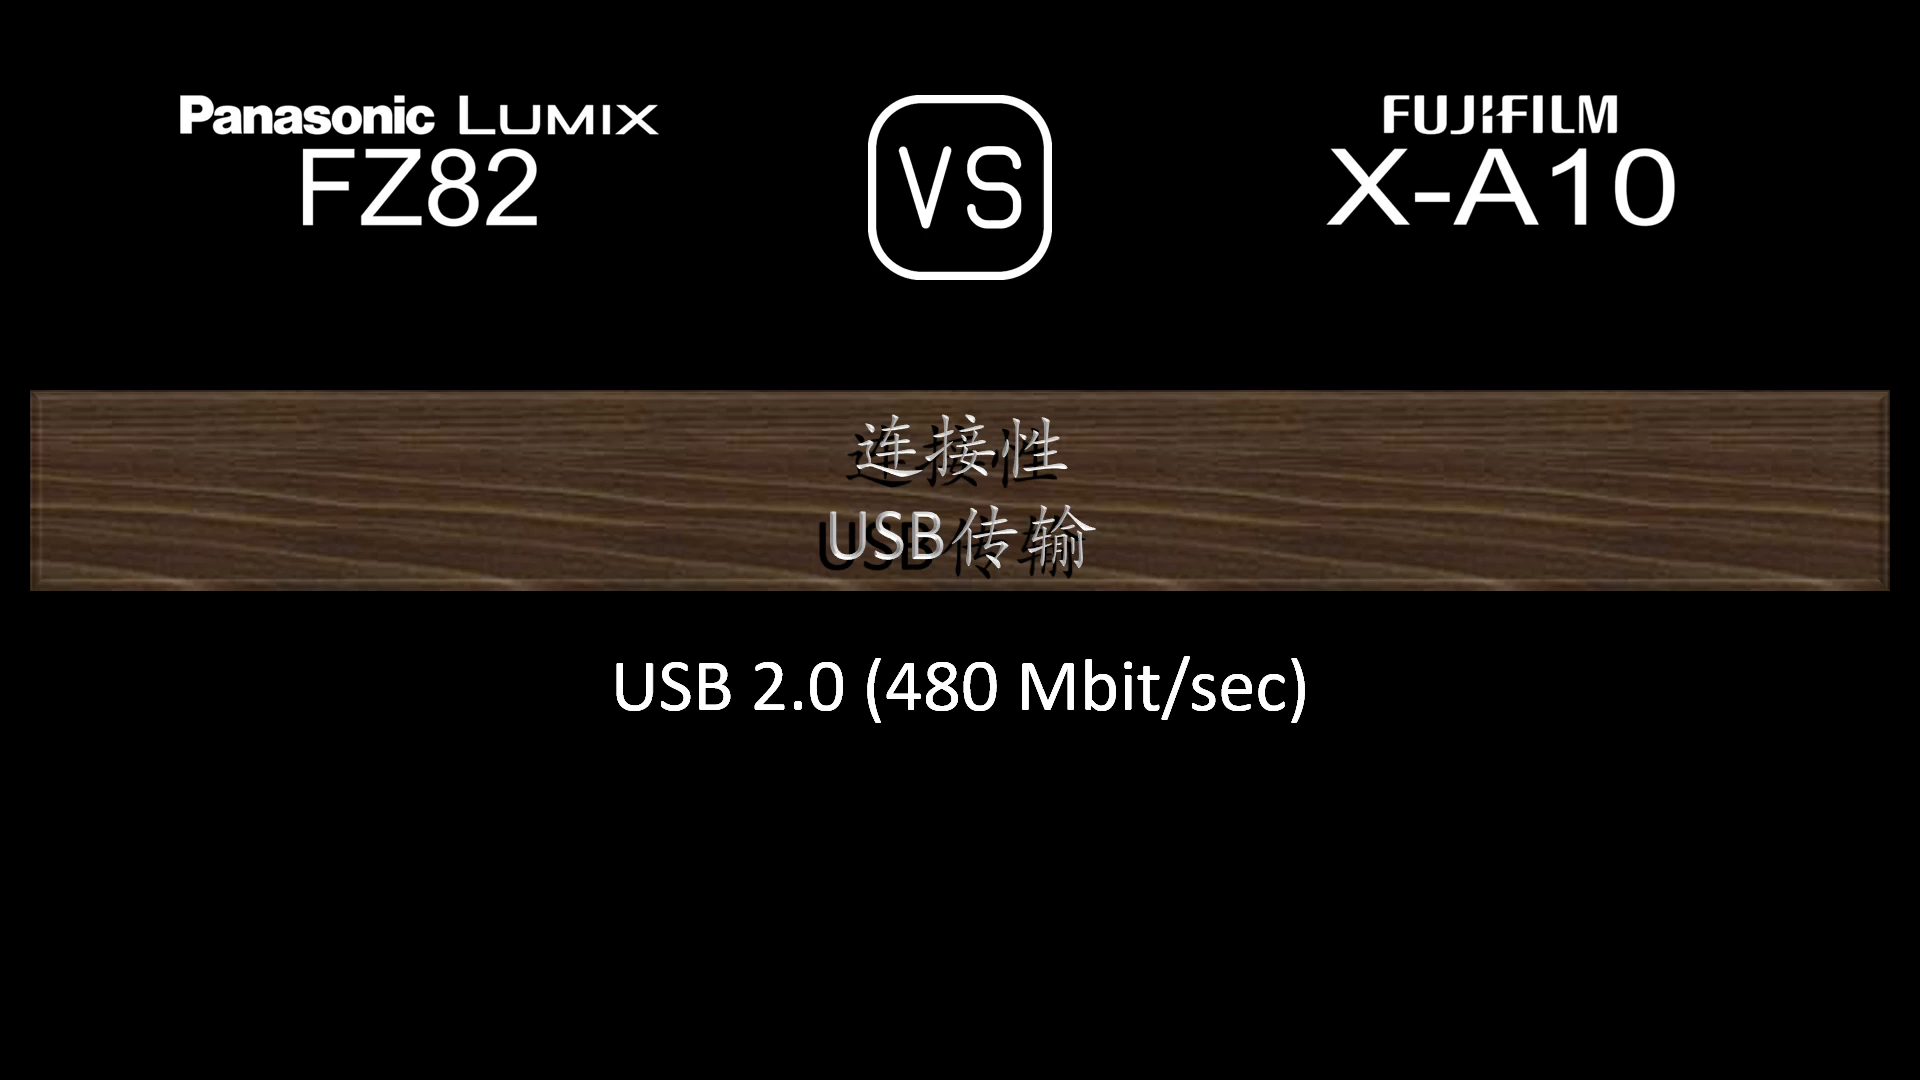 Panasonic LUMIX
FZ82
VS
FUJIFILM
X-A10
连接性
USB传输
USB 2.0 (480 Mbit/sec)